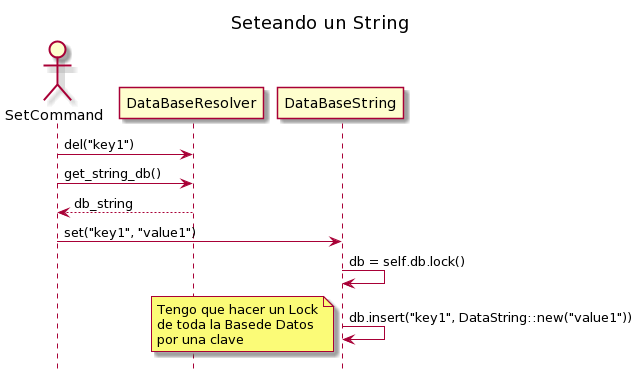 Seteando un String
SetCommand
DataBaseResolver
DataBaseString
del("key1")
get_string_db()
db_string
set("key1", "value1")
db = self.db.lock()
Tengo que hacer un Lock
de toda la Basede Datos
por una clave
db.insert("key1", DataString::new("value1"))